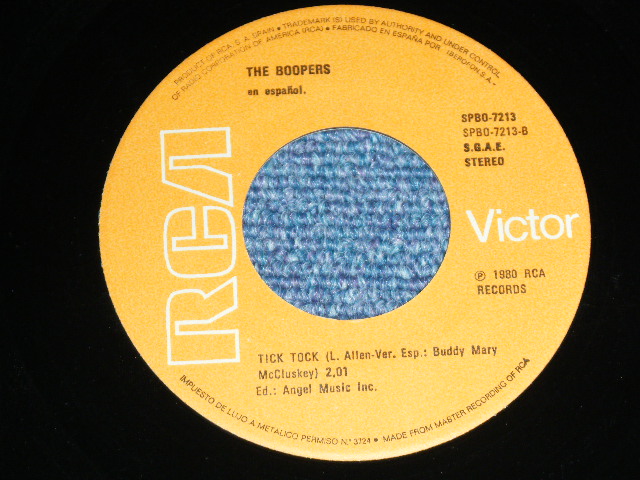 PRODUCT OF RCA, S. A. SPAIN • TRADEMARK (S) USED BY AUTHORITY AND UNDER CONTROL
OF RADIO CORPORATION OF AMERICA (RCA) • FABRICADO EN ESPAÑA POR IBEROFON S.A. •
THE BOOPERS
en español.
SPBO-7213
SPBO-7213-B
S.G.A.E.
STEREO
RCA
Victor
℗ 1980 RCA
RECORDS
TICK TOCK (L. Allen-Ver. Esp.: Buddy Mary
McCluskey) 2,01
Ed.: Angel Music Inc.
IMPUESTO DE LUJO A METALICO PERMISO N.º 3724 • MADE FROM MASTER RECORDING OF RCA